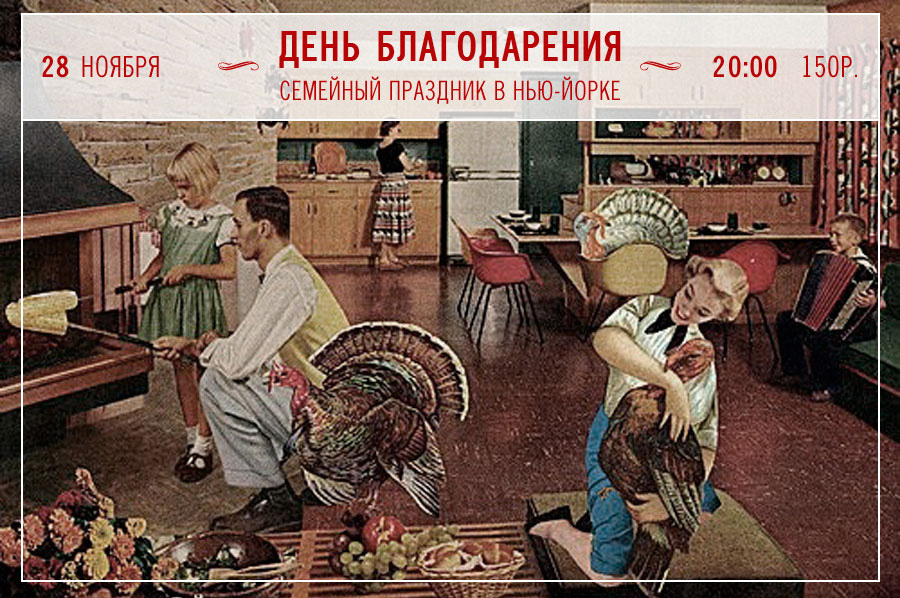 28 НОЯБРЯ
ДЕНЬ БЛАГОДАРЕНИЯ
СЕМЕЙНЫЙ ПРАЗДНИК В НЬЮ-ЙОРКЕ
20:00 150Р.